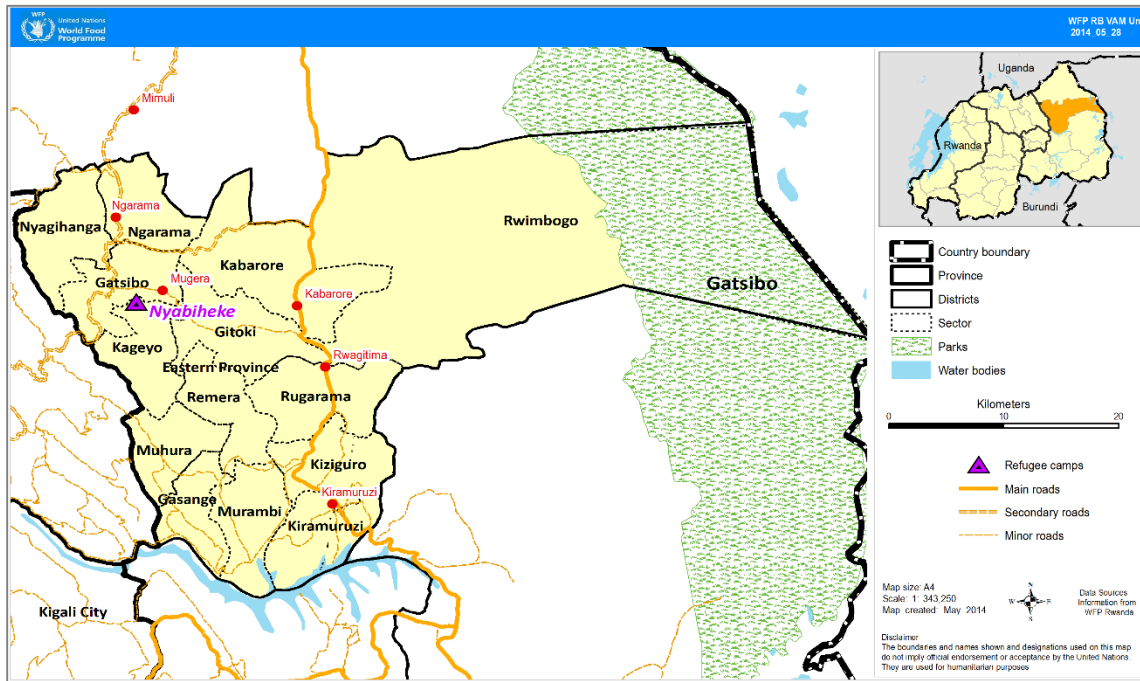 WFP
United Nations
World Food
Programme
WFP RB VAM Un
2014_05_28
Mimuli
Ngarama
Nyagihanga
Ngarama
Rwimbogo
Kabarore
Gatsibo
Mugera
Gatsibo
Nyabiheke
Kabarore
Gitoki
Kageyo
Eastern Province
Rwagitima
Remera
Rugarama
Muhura
Kiziguro
Gasange
Murambi
Kiramuruzi
Kiramuruzi
Kigali City
Uganda
Rwanda
Burundi
Country boundary
Province
Districts
Sector
Parks
Water bodies
Kilometers
0 10 20
Refugee camps
Main roads
Secondary roads
Minor roads
Map size: A4
Scale: 1: 343,250
Map created: May 2014
N
W E
S
Data Sources
Information from
WFP Rwanda
Disclaimer
The boundaries and names shown and designations used on this map
do not imply official endorsement or acceptance by the United Nations.
They are used for humanitarian purposes